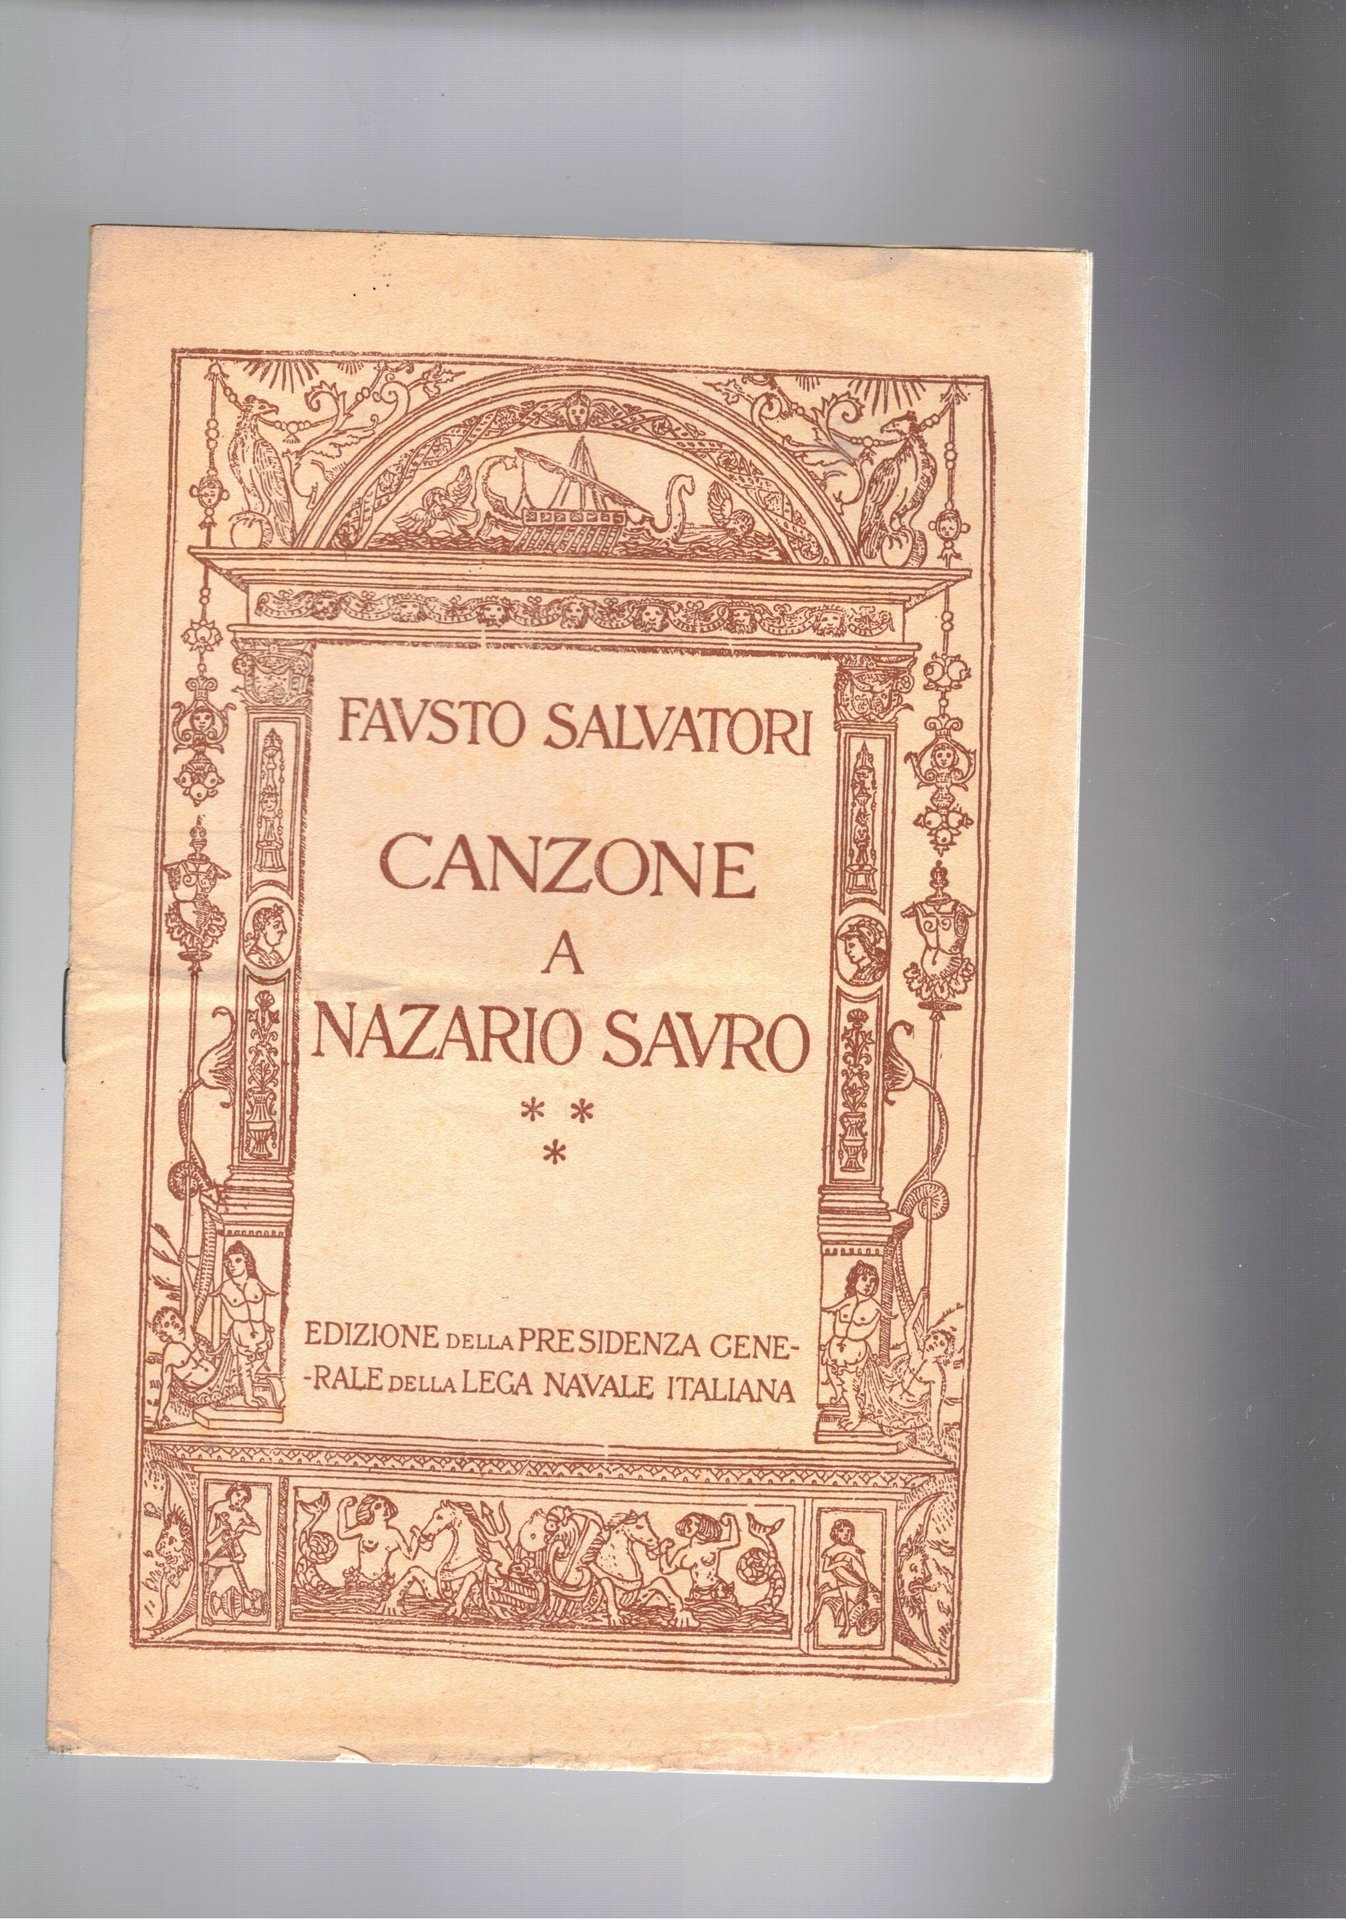 FAVSTO SALVATORI
CANZONE
A
NAZARIO SAVRO
* *
*
EDIZIONE DELLA PRESIDENZA GENE-
-RALE DELLA LEGA NAVALE ITALIANA